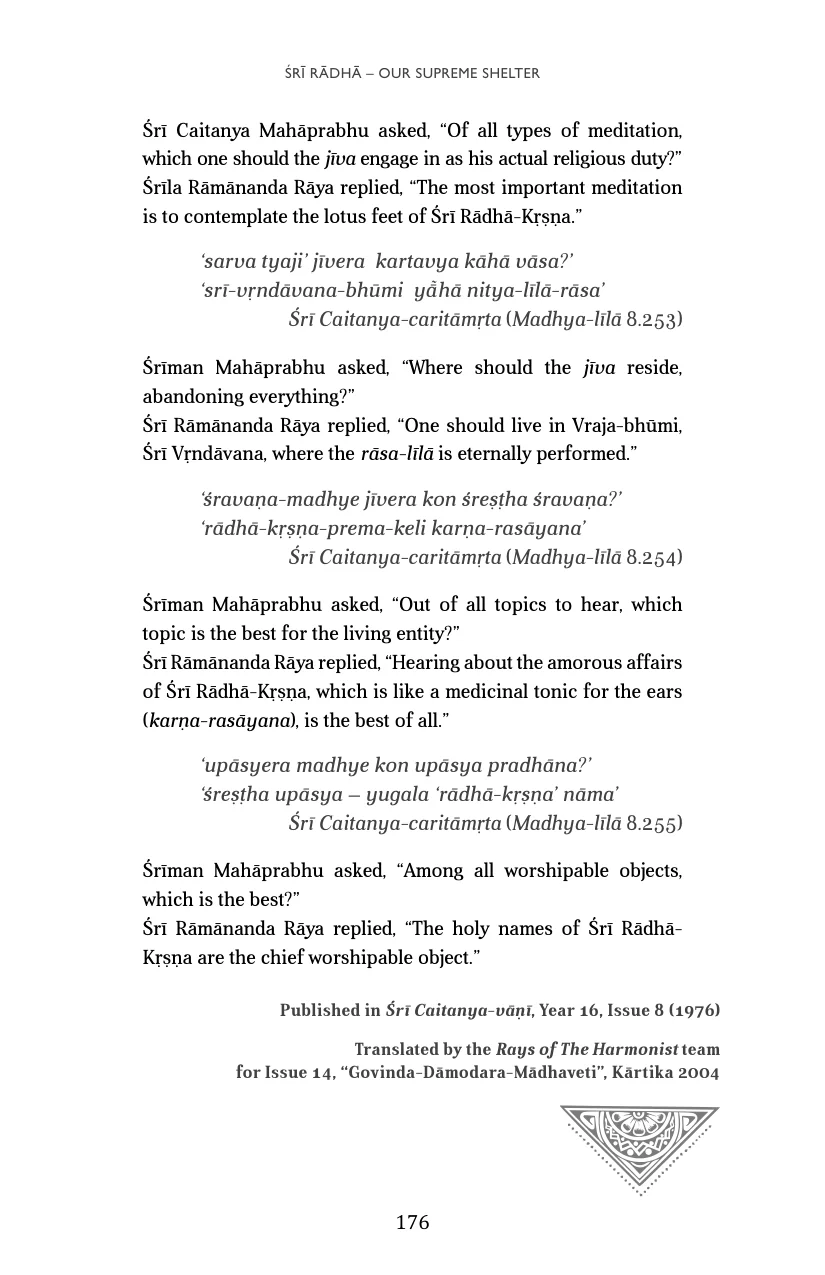 ŚRĪ RĀDHĀ – OUR SUPREME SHELTER
Śrī Caitanya Mahāprabhu asked, “Of all types of meditation,
which one should the jīva engage in as his actual religious duty?”
Śrīla Rāmānanda Rāya replied, “The most important meditation
is to contemplate the lotus feet of Śrī Rādhā-Kṛṣṇa.”
‘sarva tyaji’ jīvera kartavya kāhā vāsa?’
‘srī-vṛndāvana-bhūmi yā̐hā nitya-līlā-rāsa’
Śrī Caitanya-caritāmṛta (Madhya-līlā 8.253)
Śrīman Mahāprabhu asked, “Where should the jīva reside,
abandoning everything?”
Śrī Rāmānanda Rāya replied, “One should live in Vraja-bhūmi,
Śrī Vṛndāvana, where the rāsa-līlā is eternally performed.”
‘śravaṇa-madhye jīvera kon śreṣṭha śravaṇa?’
‘rādhā-kṛṣṇa-prema-keli karṇa-rasāyana’
Śrī Caitanya-caritāmṛta (Madhya-līlā 8.254)
Śrīman Mahāprabhu asked, “Out of all topics to hear, which
topic is the best for the living entity?”
Śrī Rāmānanda Rāya replied, “Hearing about the amorous affairs
of Śrī Rādhā-Kṛṣṇa, which is like a medicinal tonic for the ears
(karṇa-rasāyana), is the best of all.”
‘upāsyera madhye kon upāsya pradhāna?’
‘śreṣṭha upāsya – yugala ‘rādhā-kṛṣṇa’ nāma’
Śrī Caitanya-caritāmṛta (Madhya-līlā 8.255)
Śrīman Mahāprabhu asked, “Among all worshipable objects,
which is the best?”
Śrī Rāmānanda Rāya replied, “The holy names of Śrī Rādhā-
Kṛṣṇa are the chief worshipable object.”
Published in Śrī Caitanya-vāṇī, Year 16, Issue 8 (1976)
Translated by the Rays of The Harmonist team
for Issue 14, “Govinda-Dāmodara-Mādhaveti”, Kārtika 2004
176